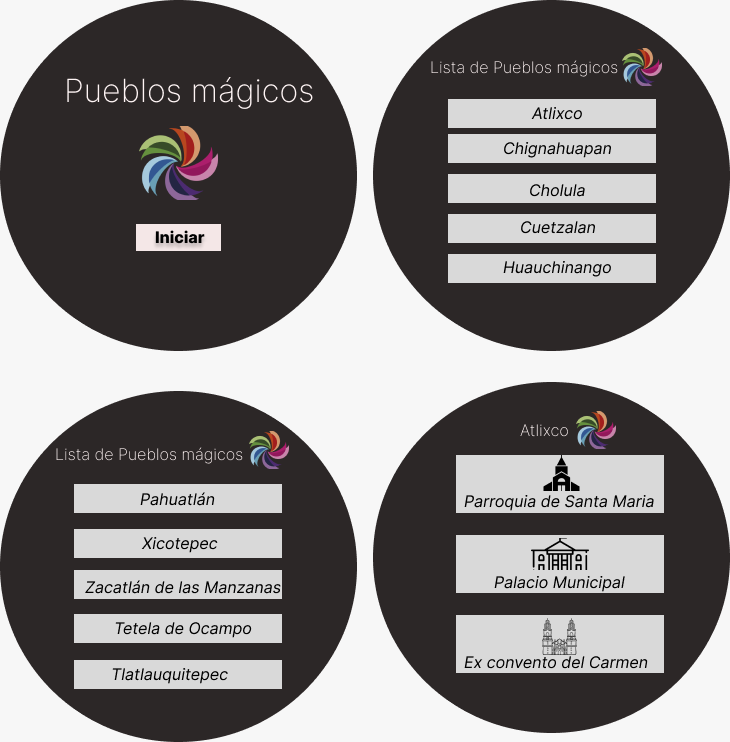 Pueblos mágicos
Iniciar
Lista de Pueblos mágicos
Atlixco
Chignahuapan
Cholula
Cuetzalan
Huauchinango
Lista de Pueblos mágicos
Pahuatlán
Xicotepec
Zacatlán de las Manzanas
Tetela de Ocampo
Tlatlauquitepec
Atlixco
Parroquia de Santa Maria
Palacio Municipal
Ex convento del Carmen